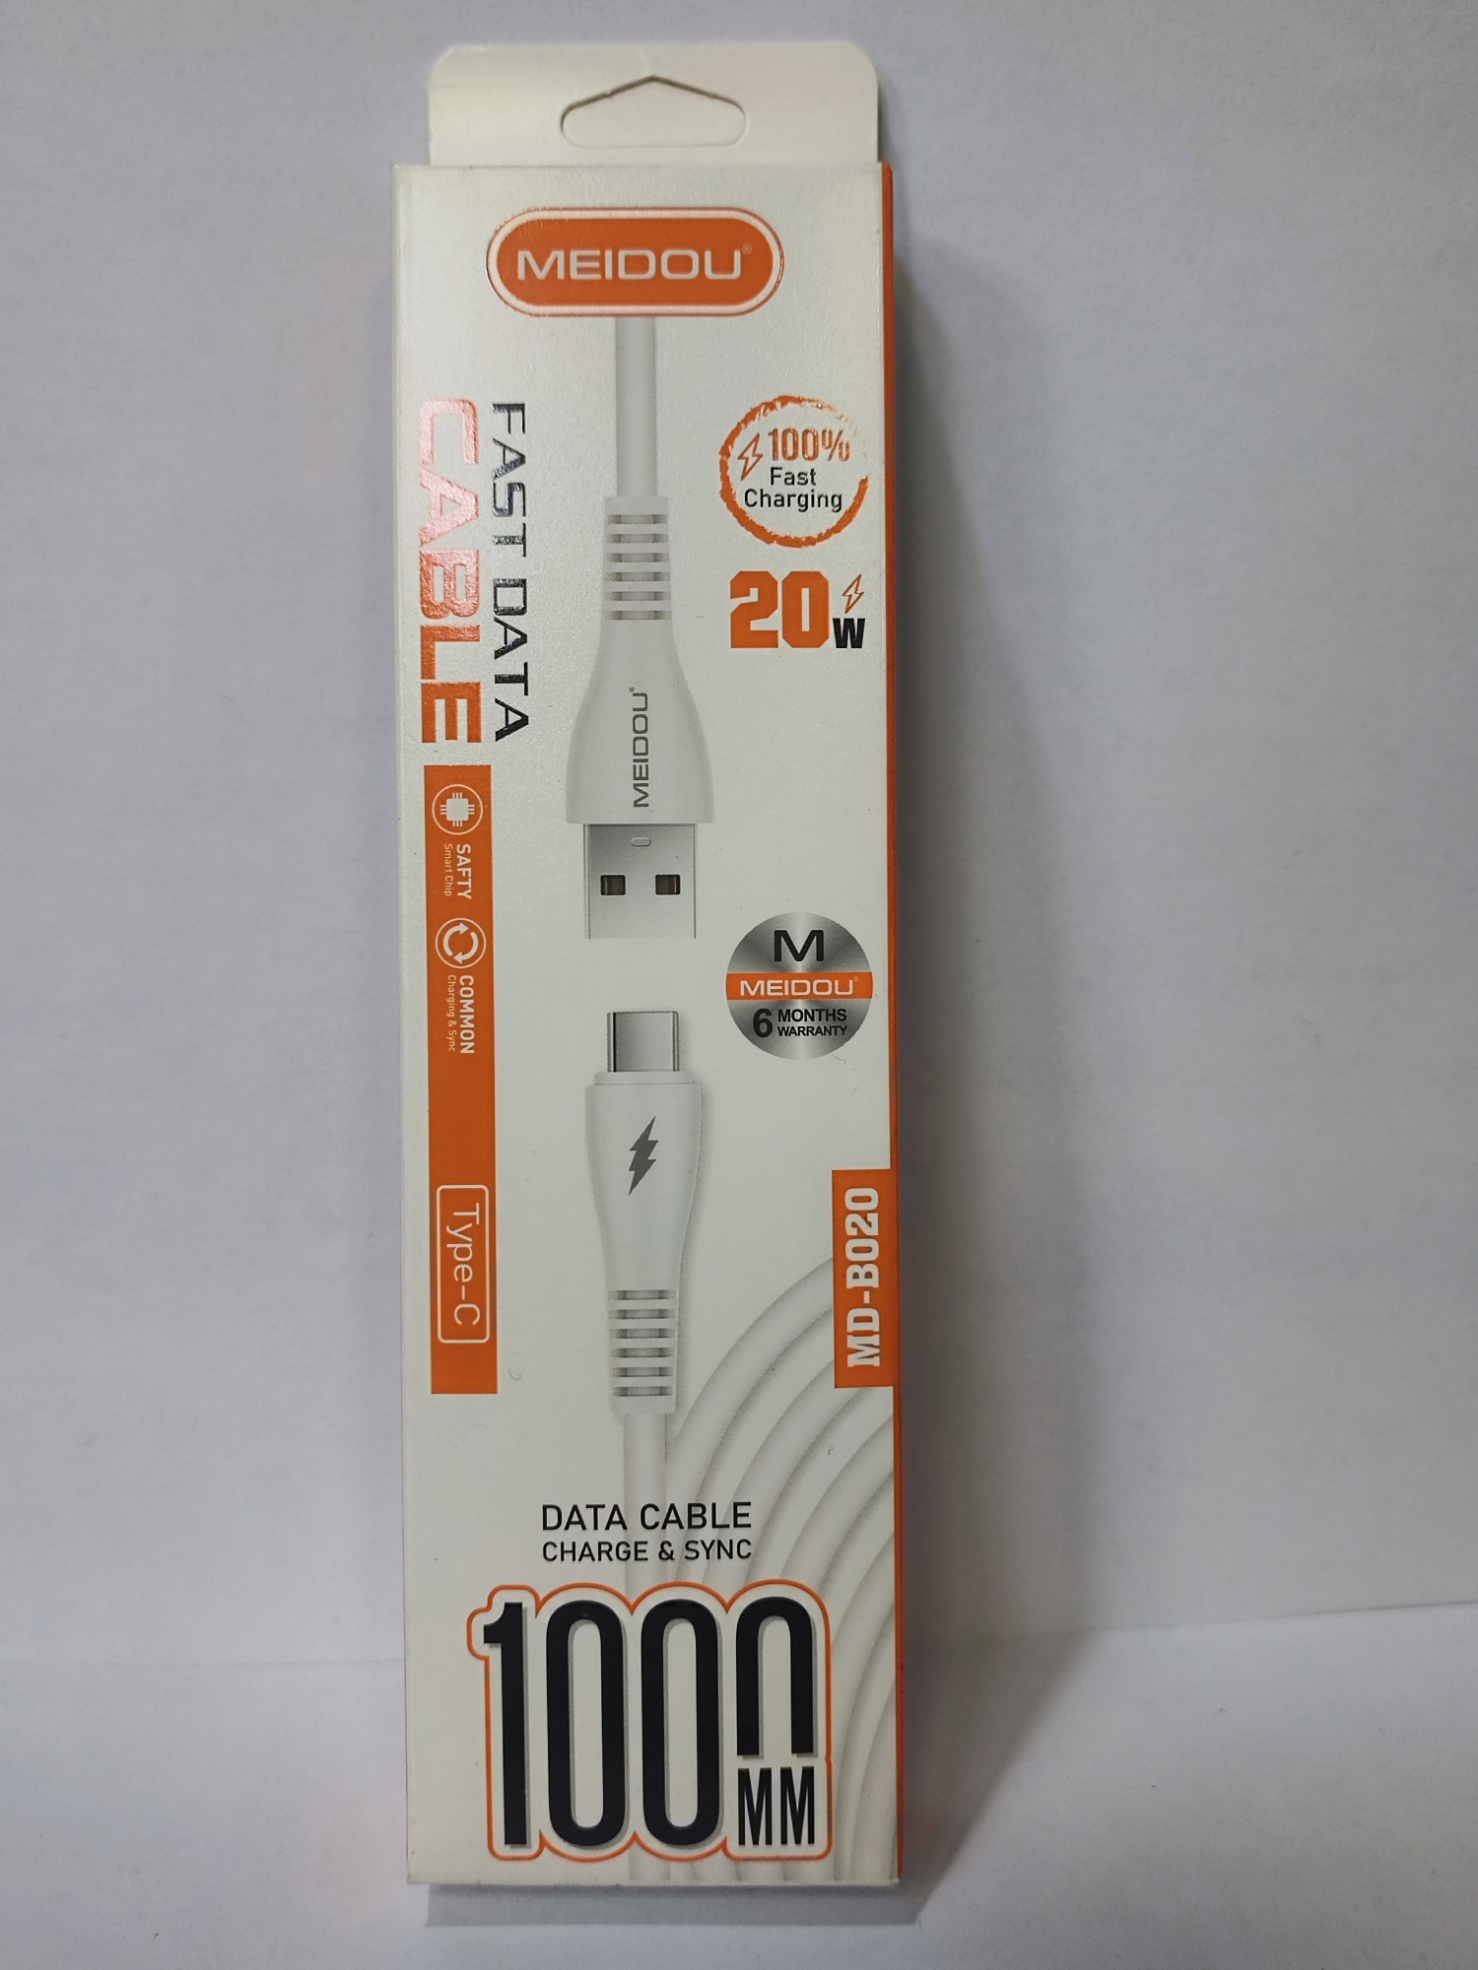 MEIDOU®
FAST DATA
CABLE
100%
Fast
Charging
20W
MEIDOU®
SAFTY
Smart Chip
COMMON
Charging & Sync
M
MEIDOU®
6 MONTHS
WARRANTY
Type-C
MD-B020
DATA CABLE
CHARGE & SYNC
1000
MM